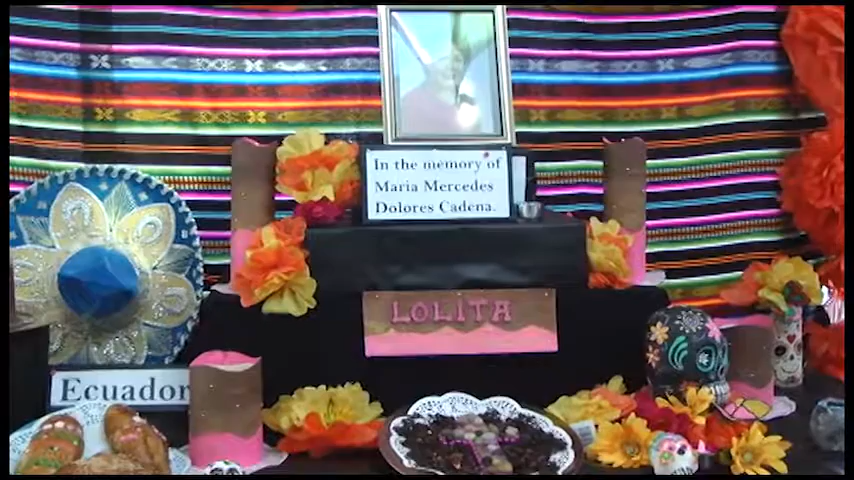 In the memory of
Maria Mercedes
Dolores Cadena.
LOLITA
Ecuador